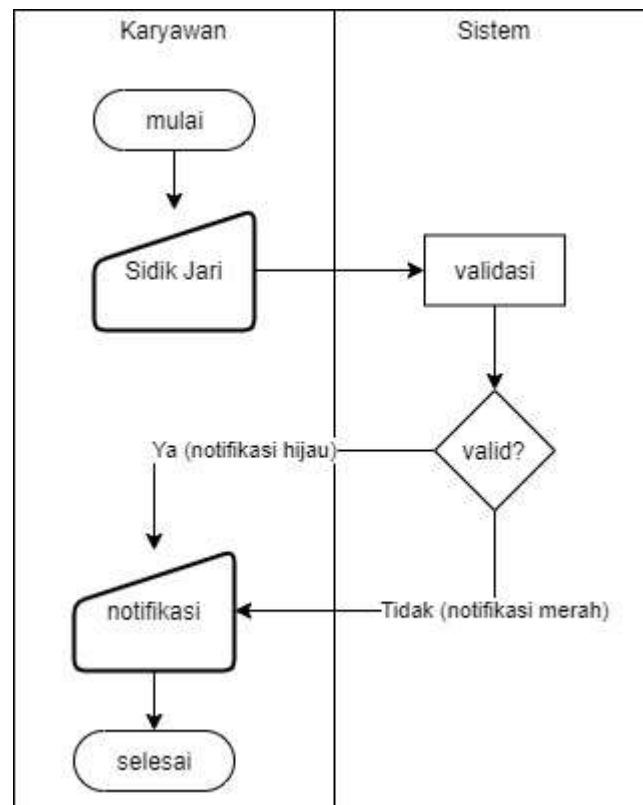 Karyawan
Sistem
mulai
Sidik Jari
validasi
valid?
Ya (notifikasi hijau)
notifikasi
Tidak (notifikasi merah)
selesai